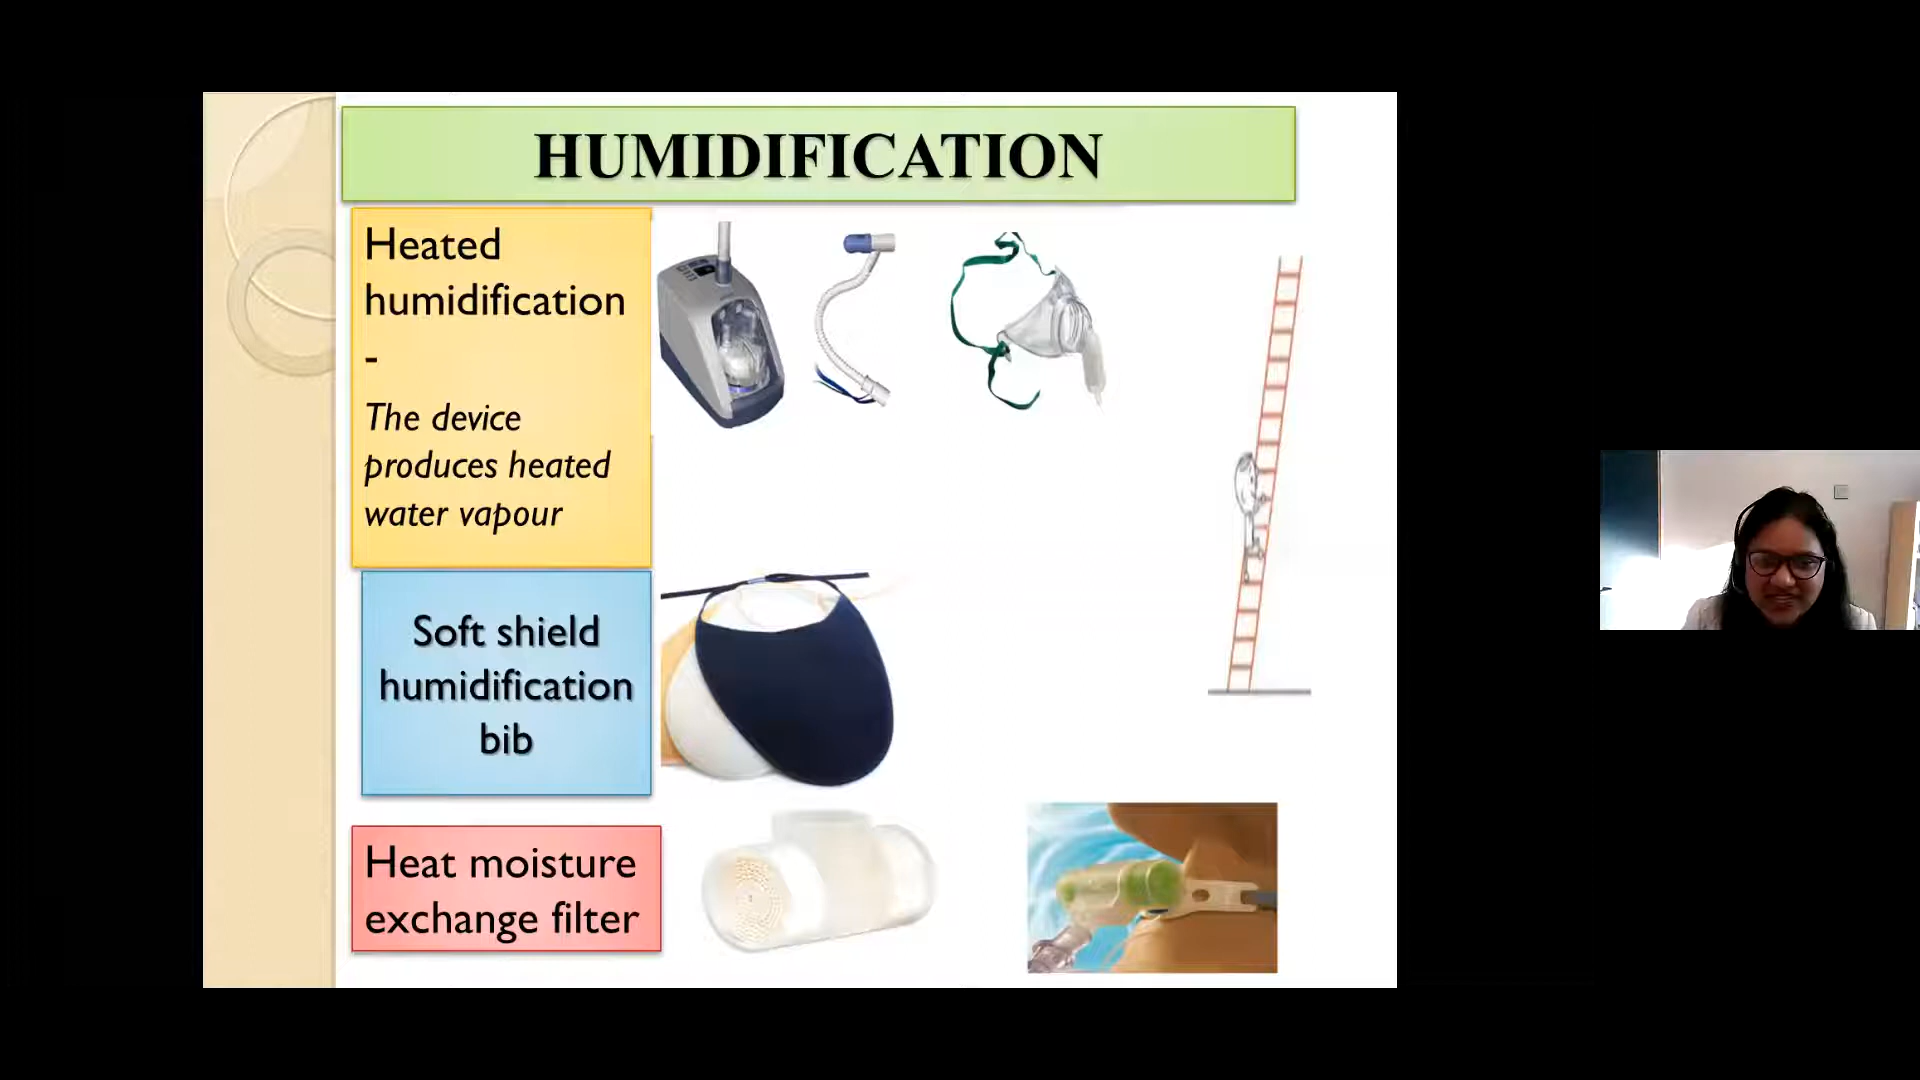 HUMIDIFICATION
Heated
humidification
-
The device
produces heated
water vapour
Soft shield
humidification
bib
Heat moisture
exchange filter